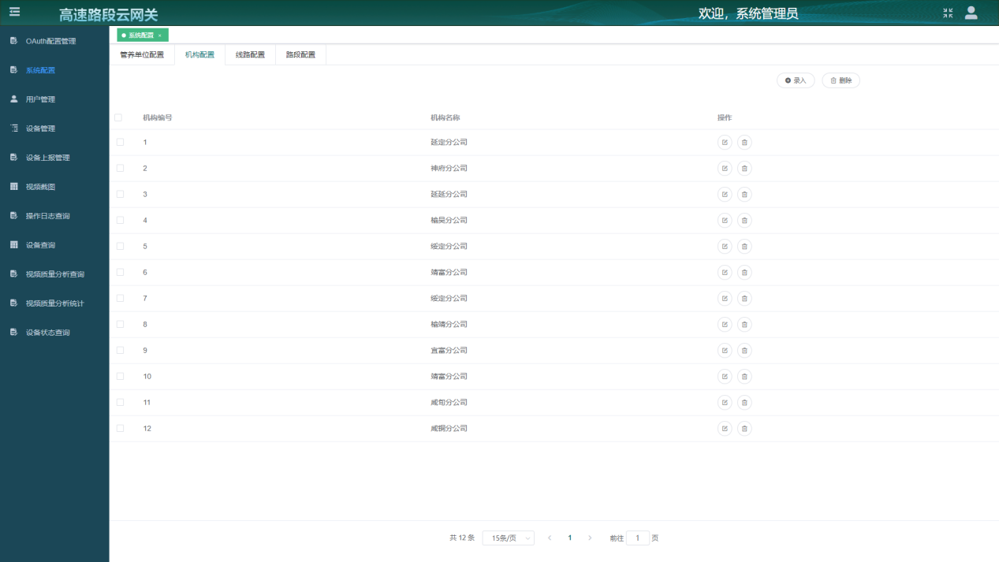 高速路段云网关
欢迎，系统管理员
OAuth配置管理
系统配置
用户管理
设备管理
设备上报管理
视频截图
操作日志查询
设备查询
视频质量分析查询
视频质量分析统计
设备状态查询
系统配置 ×
管养单位配置 机构配置 线路配置 路段配置
录入 删除
机构编号 机构名称 操作
1 延定分公司
2 神府分公司
3 延延分公司
4 榆吴分公司
5 绥定分公司
6 靖富分公司
7 绥定分公司
8 榆靖分公司
9 宜富分公司
10 靖富分公司
11 咸旬分公司
12 咸铜分公司
共 12 条 15条/页 1 前往 1 页